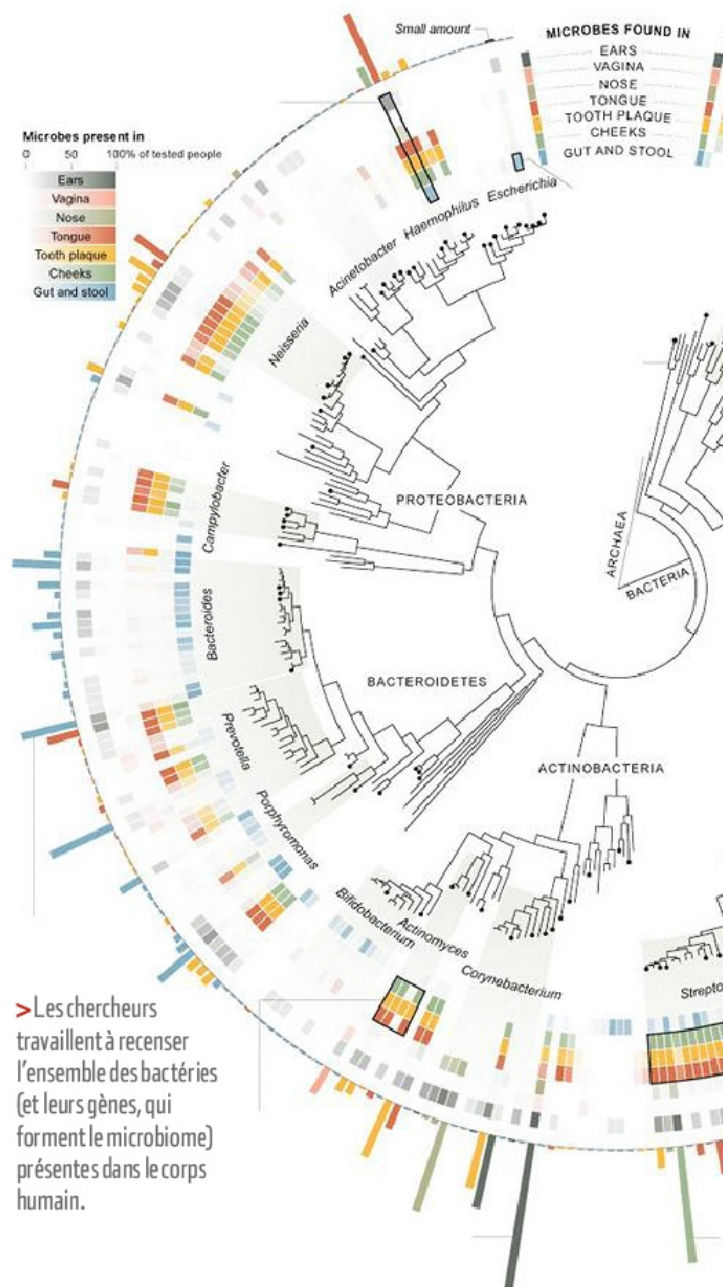 Small amount
MICROBES FOUND IN
EARS
VAGINA
NOSE
TONGUE
TOOTH PLAQUE
CHEEKS
GUT AND STOOL
Microbes present in
0 50 100% of tested people
Ears
Vagina
Nose
Tongue
Tooth plaque
Cheeks
Gut and stool
Acinetobacter
Haemophilus
Escherichia
Neisseria
PROTEOBACTERIA
Campylobacter
ARCHAEA
BACTERIA
Bacteroides
BACTEROIDETES
Prevotella
ACTINOBACTERIA
Porphyromonas
Bifidobacterium
Actinomyces
Corynebacterium
Strepto
> Les chercheurs
travaillent à recenser
l'ensemble des bactéries
(et leurs gènes, qui
forment le microbiome)
présentes dans le corps
humain.